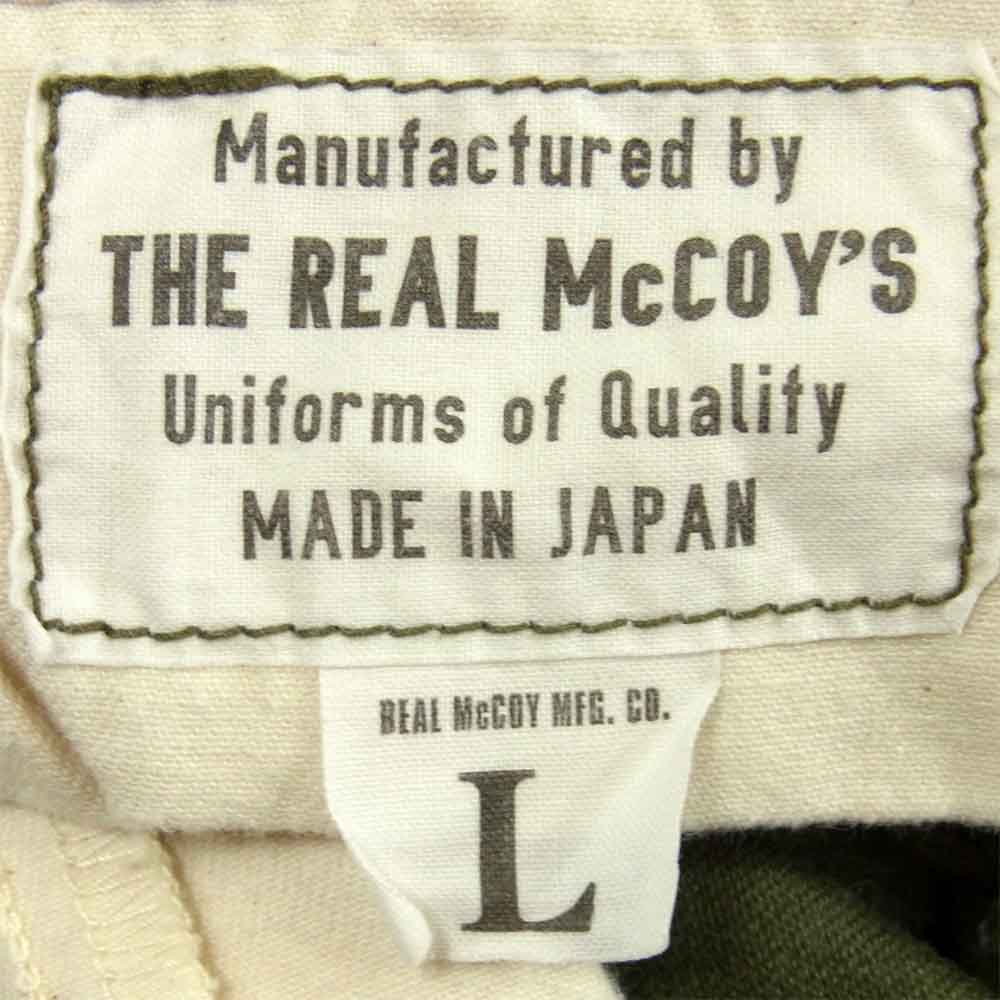 Manufactured by
THE REAL McCOY'S
Uniforms of Quality
MADE IN JAPAN
REAL McCOY MFG. CO.
L